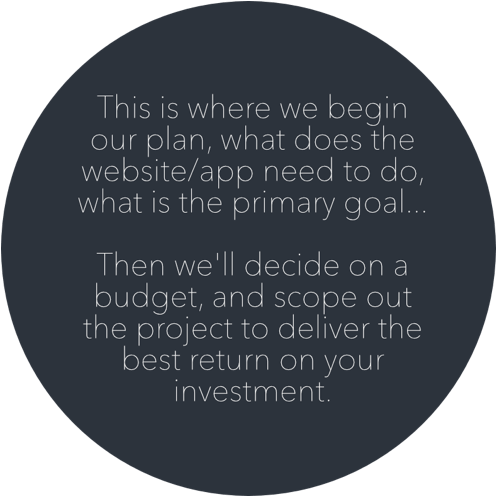 This is where we begin
our plan, what does the
website/app need to do,
what is the primary goal...
Then we'll decide on a
budget, and scope out
the project to deliver the
best return on your
investment.